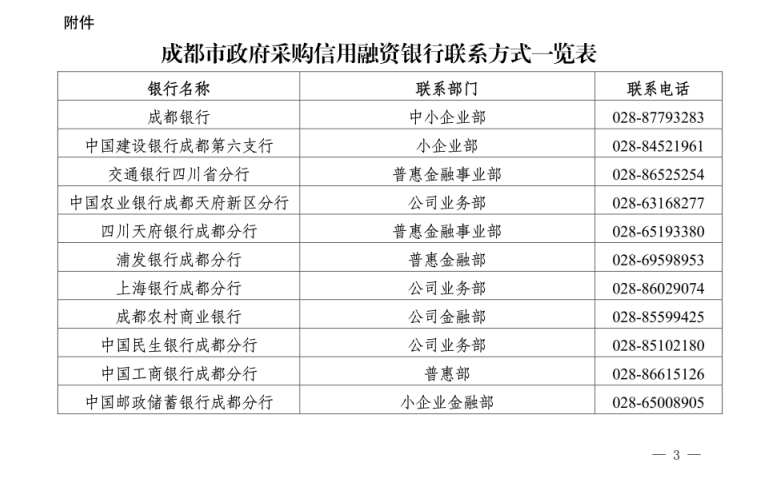 附件
成都市政府采购信用融资银行联系方式一览表
银行名称 联系部门 联系电话
成都银行 中小企业部 028-87793283
中国建设银行成都第六支行 小企业部 028-84521961
交通银行四川省分行 普惠金融事业部 028-86525254
中国农业银行成都天府新区分行 公司业务部 028-63168277
四川天府银行成都分行 普惠金融事业部 028-65193380
浦发银行成都分行 普惠金融部 028-69598953
上海银行成都分行 公司业务部 028-86029074
成都农村商业银行 公司金融部 028-85599425
中国民生银行成都分行 公司业务部 028-85102180
中国工商银行成都分行 普惠部 028-86615126
中国邮政储蓄银行成都分行 小企业金融部 028-65008905
— 3 —